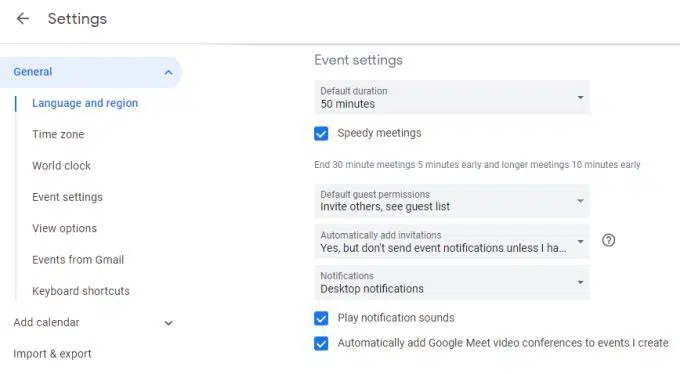 Settings
General
Language and region
Time zone
World clock
Event settings
View options
Events from Gmail
Keyboard shortcuts
Add calendar
Import & export
Event settings
Default duration
50 minutes
Speedy meetings
End 30 minute meetings 5 minutes early and longer meetings 10 minutes early
Default guest permissions
Invite others, see guest list
Automatically add invitations
Yes, but don't send event notifications unless I ha...
Notifications
Desktop notifications
Play notification sounds
Automatically add Google Meet video conferences to events I create